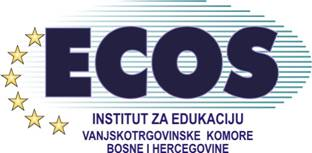 ECOS
INSTITUT ZA EDUKACIJU
VANJSKOTRGOVINSKE KOMORE
BOSNE I HERCEGOVINE